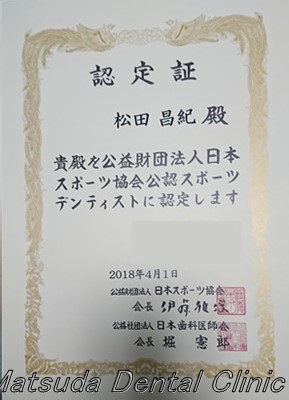 認定証
松田 昌紀 殿
貴殿を公益財団法人日本
スポーツ協会公認スポーツ
デンティストに認定します
2018年4月1日
公益財団法人 日本スポーツ協会
会長 伊藤雅俊
公益社団法人 日本歯科医師会
会長 堀 憲郎
Matsuda Dental Clinic